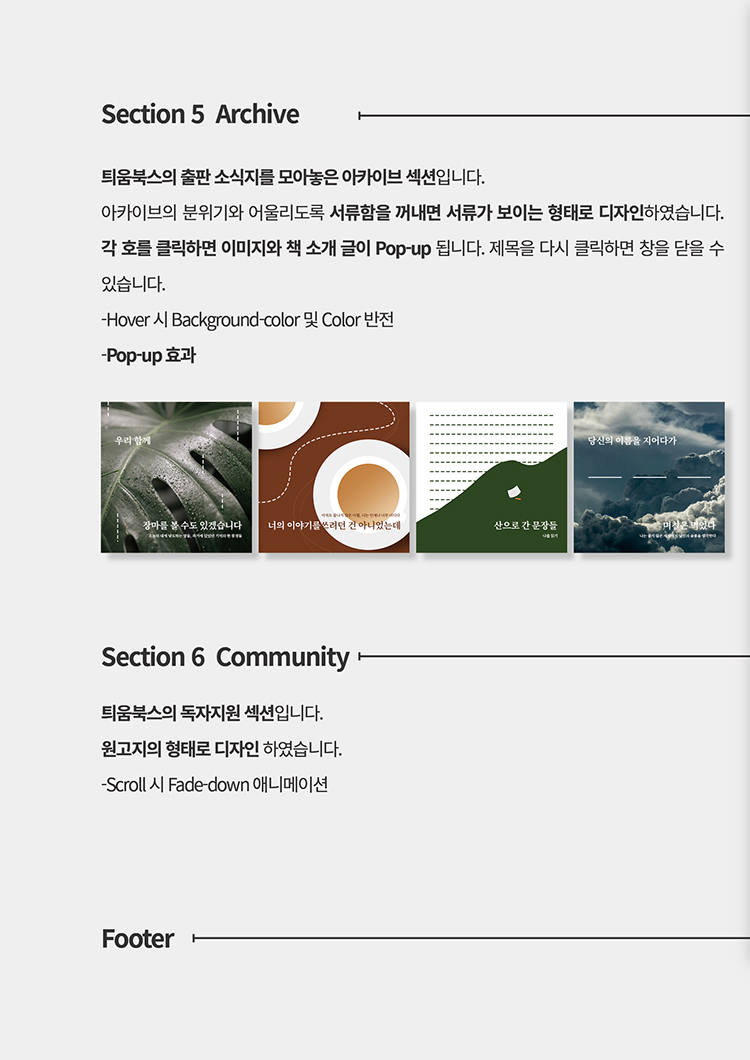 Section 5 Archive
틔움북스의 출판 소식지를 모아놓은 아카이브 섹션입니다.
아카이브의 분위기와 어울리도록 서류함을 꺼내면 서류가 보이는 형태로 디자인하였습니다.
각 호를 클릭하면 이미지와 책 소개 글이 Pop-up 됩니다. 제목을 다시 클릭하면 창을 닫을 수
있습니다.
-Hover 시 Background-color 및 Color 반전
-Pop-up 효과
우리 함께
장마를 볼 수도 있겠습니다
너의 이야기를 쓰려던 건 아니었는데
산으로 간 문장들
나를 읽기
당신의 이름을 지어다가
며칠은 먹었다
Section 6 Community
틔움북스의 독자지원 섹션입니다.
원고지의 형태로 디자인 하였습니다.
-Scroll 시 Fade-down 애니메이션
Footer